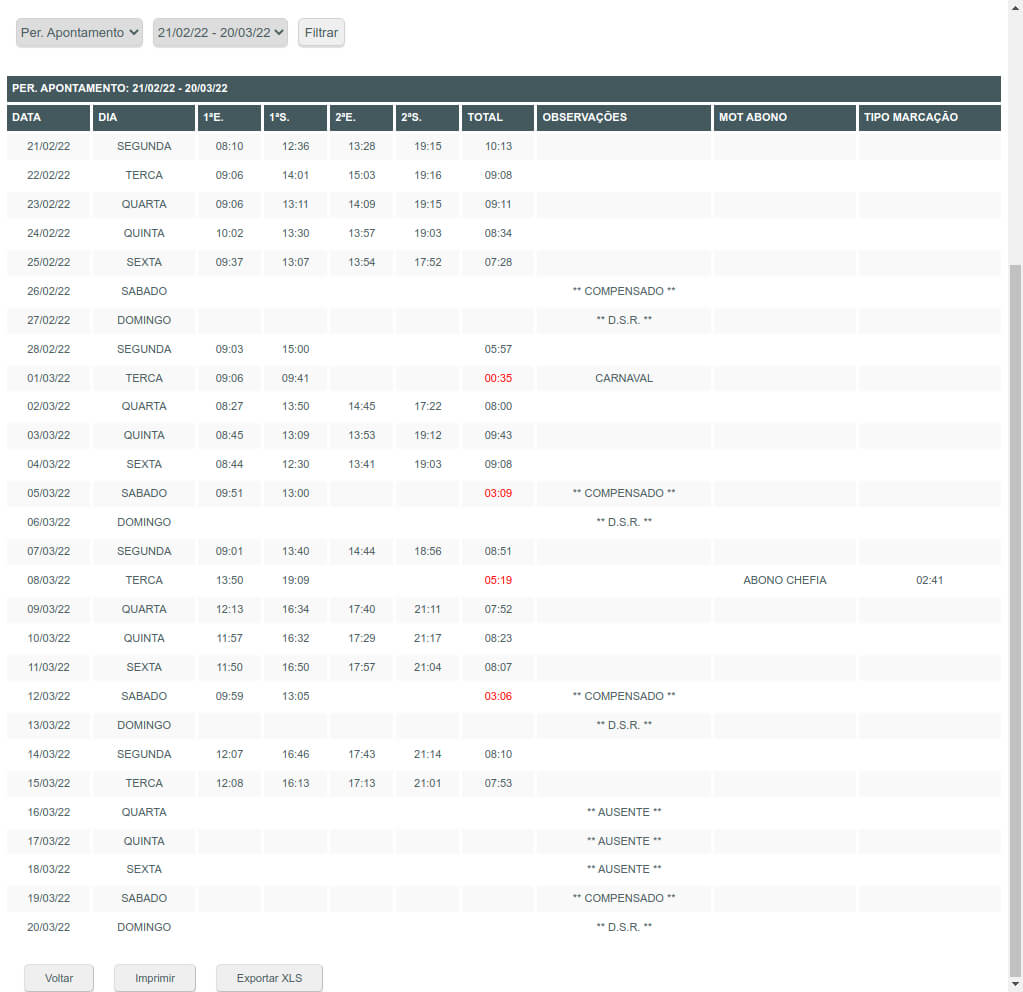 Per. Apontamento 21/02/22 - 20/03/22 Filtrar
PER. APONTAMENTO: 21/02/22 - 20/03/22
DATA DIA 1ªE. 1ªS. 2ªE. 2ªS. TOTAL OBSERVAÇÕES MOT ABONO TIPO MARCAÇÃO
21/02/22 SEGUNDA 08:10 12:36 13:28 19:15 10:13
22/02/22 TERCA 09:06 14:01 15:03 19:16 09:08
23/02/22 QUARTA 09:06 13:11 14:09 19:15 09:11
24/02/22 QUINTA 10:02 13:30 13:57 19:03 08:34
25/02/22 SEXTA 09:37 13:07 13:54 17:52 07:28
26/02/22 SABADO ** COMPENSADO **
27/02/22 DOMINGO ** D.S.R. **
28/02/22 SEGUNDA 09:03 15:00 05:57
01/03/22 TERCA 09:06 09:41 00:35 CARNAVAL
02/03/22 QUARTA 08:27 13:50 14:45 17:22 08:00
03/03/22 QUINTA 08:45 13:09 13:53 19:12 09:43
04/03/22 SEXTA 08:44 12:30 13:41 19:03 09:08
05/03/22 SABADO 09:51 13:00 03:09 ** COMPENSADO **
06/03/22 DOMINGO ** D.S.R. **
07/03/22 SEGUNDA 09:01 13:40 14:44 18:56 08:51
08/03/22 TERCA 13:50 19:09 05:19 ABONO CHEFIA 02:41
09/03/22 QUARTA 12:13 16:34 17:40 21:11 07:52
10/03/22 QUINTA 11:57 16:32 17:29 21:17 08:23
11/03/22 SEXTA 11:50 16:50 17:57 21:04 08:07
12/03/22 SABADO 09:59 13:05 03:06 ** COMPENSADO **
13/03/22 DOMINGO ** D.S.R. **
14/03/22 SEGUNDA 12:07 16:46 17:43 21:14 08:10
15/03/22 TERCA 12:08 16:13 17:13 21:01 07:53
16/03/22 QUARTA ** AUSENTE **
17/03/22 QUINTA ** AUSENTE **
18/03/22 SEXTA ** AUSENTE **
19/03/22 SABADO ** COMPENSADO **
20/03/22 DOMINGO ** D.S.R. **
Voltar Imprimir Exportar XLS